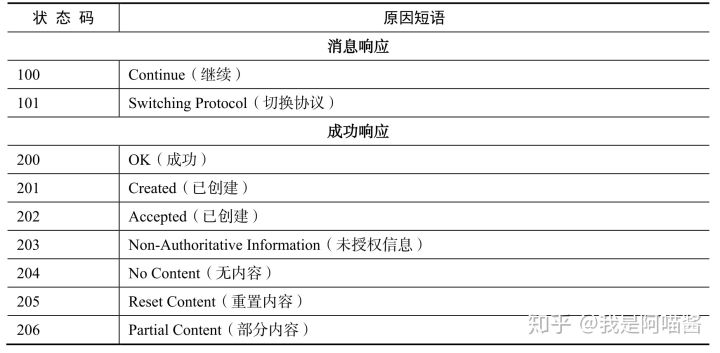 状 态 码 原因短语
消息响应
100 Continue（继续）
101 Switching Protocol（切换协议）
成功响应
200 OK（成功）
201 Created（已创建）
202 Accepted（已创建）
203 Non-Authoritative Information（未授权信息）
204 No Content（无内容）
205 Reset Content（重置内容）
206 Partial Content（部分内容）
知乎 @我是阿喵酱